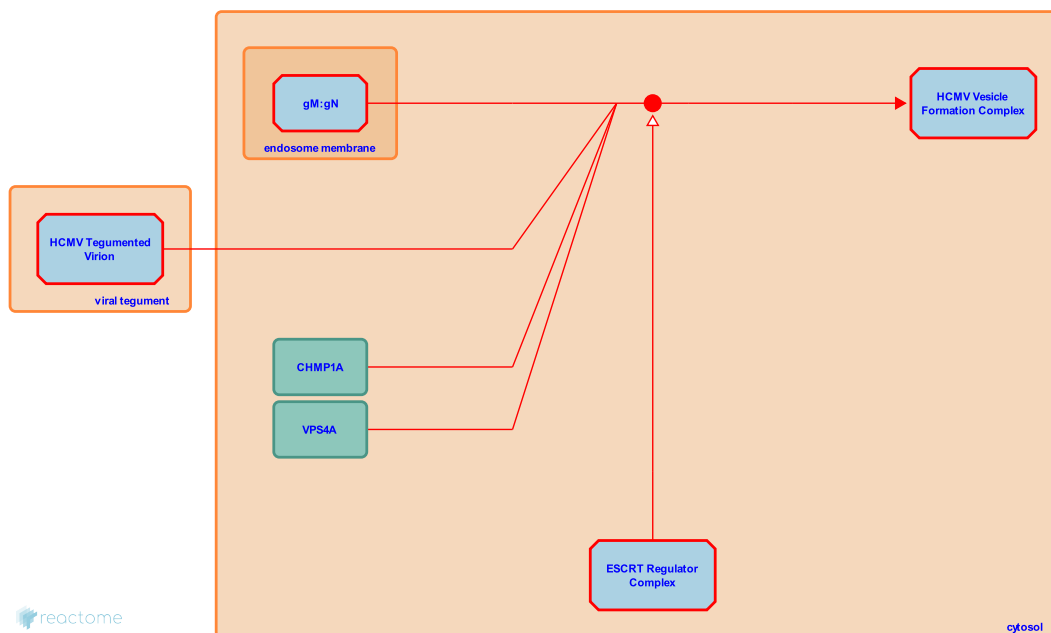 gM:gN
endosome membrane
HCMV Vesicle
Formation Complex
HCMV Tegumented
Virion
viral tegument
CHMP1A
VPS4A
ESCRT Regulator
Complex
reactome
cytosol